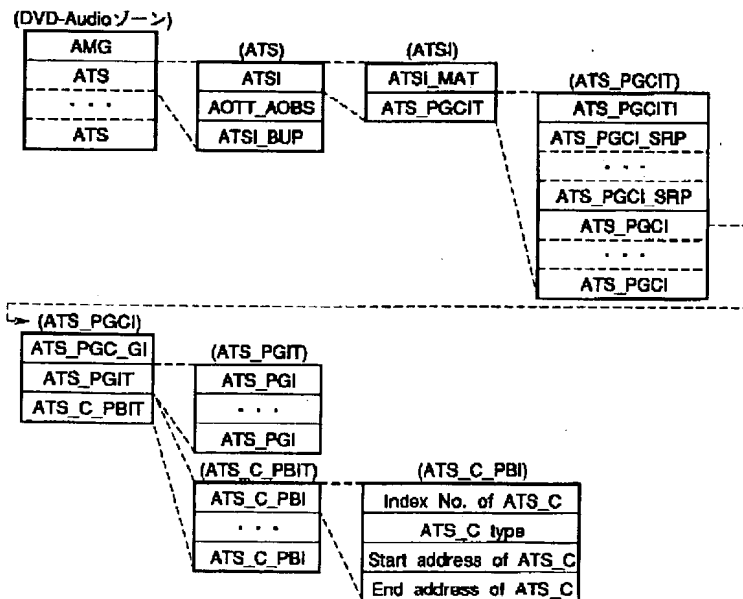 (DVD-Audioゾーン)
AMG
ATS
・・・
ATS
(ATS)
ATSI
AOTT_AOBS
ATSI_BUP
(ATSI)
ATSI_MAT
ATS_PGCIT
(ATS_PGCIT)
ATS_PGCITI
ATS_PGCI_SRP
・・・
ATS_PGCI_SRP
ATS_PGCI
・・・
ATS_PGCI
(ATS_PGCI)
ATS_PGC_GI
ATS_PGIT
ATS_C_PBIT
(ATS_PGIT)
ATS_PGI
・・・
ATS_PGI
(ATS_C_PBIT)
ATS_C_PBI
・・・
ATS_C_PBI
(ATS_C_PBI)
Index No. of ATS_C
ATS_C type
Start address of ATS_C
End address of ATS_C